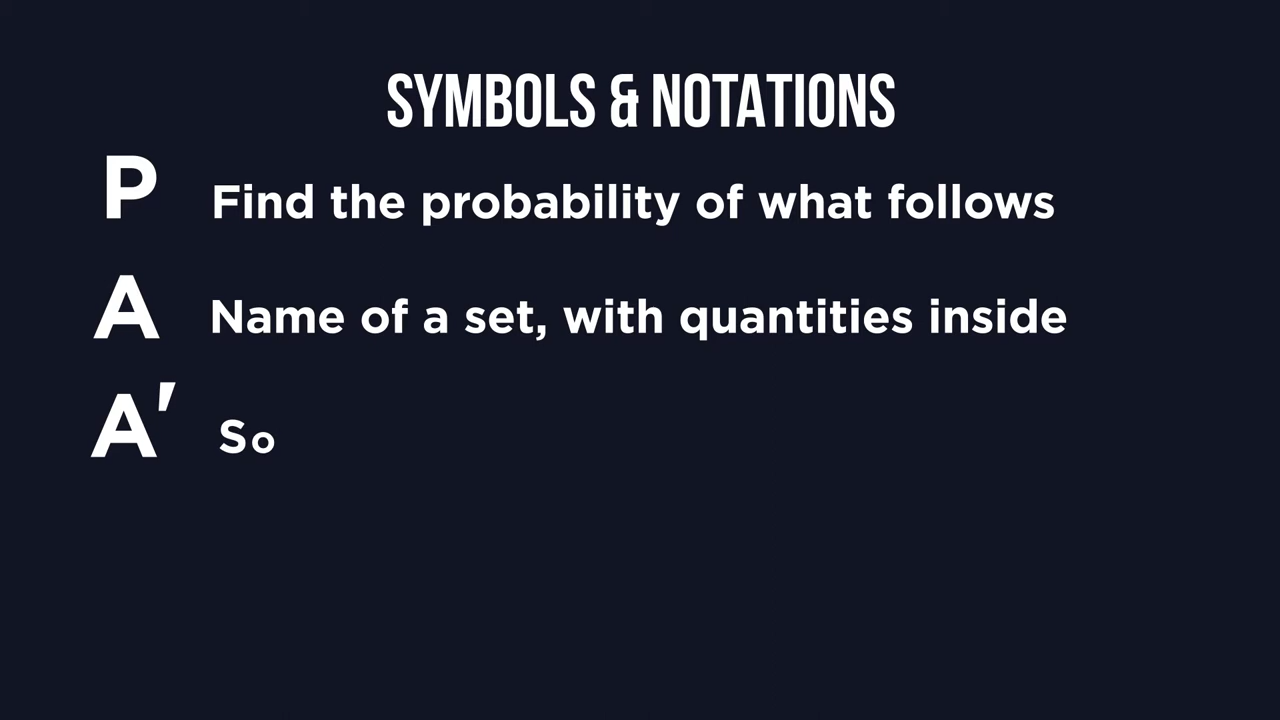 SYMBOLS & NOTATIONS
P Find the probability of what follows
A Name of a set, with quantities inside
A' So